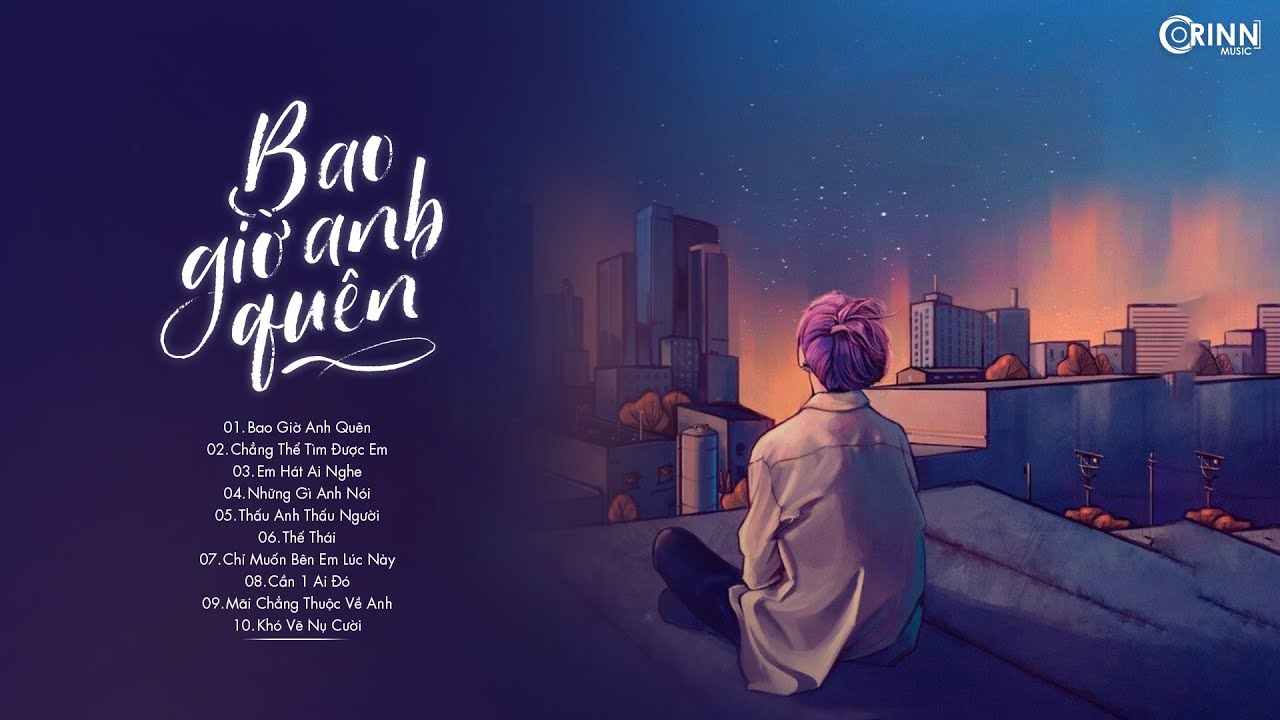 Bao
giờ anh
quên
01.Bao Giờ Anh Quên
02.Chẳng Thể Tìm Được Em
03.Em Hát Ai Nghe
04.Những Gì Anh Nói
05.Thấu Anh Thấu Người
06.Thế Thái
07.Chỉ Muốn Bên Em Lúc Này
08.Cần 1 Ai Đó
09.Mãi Chẳng Thuộc Về Anh
10.Khó Vẽ Nụ Cười
ORINN
MUSIC